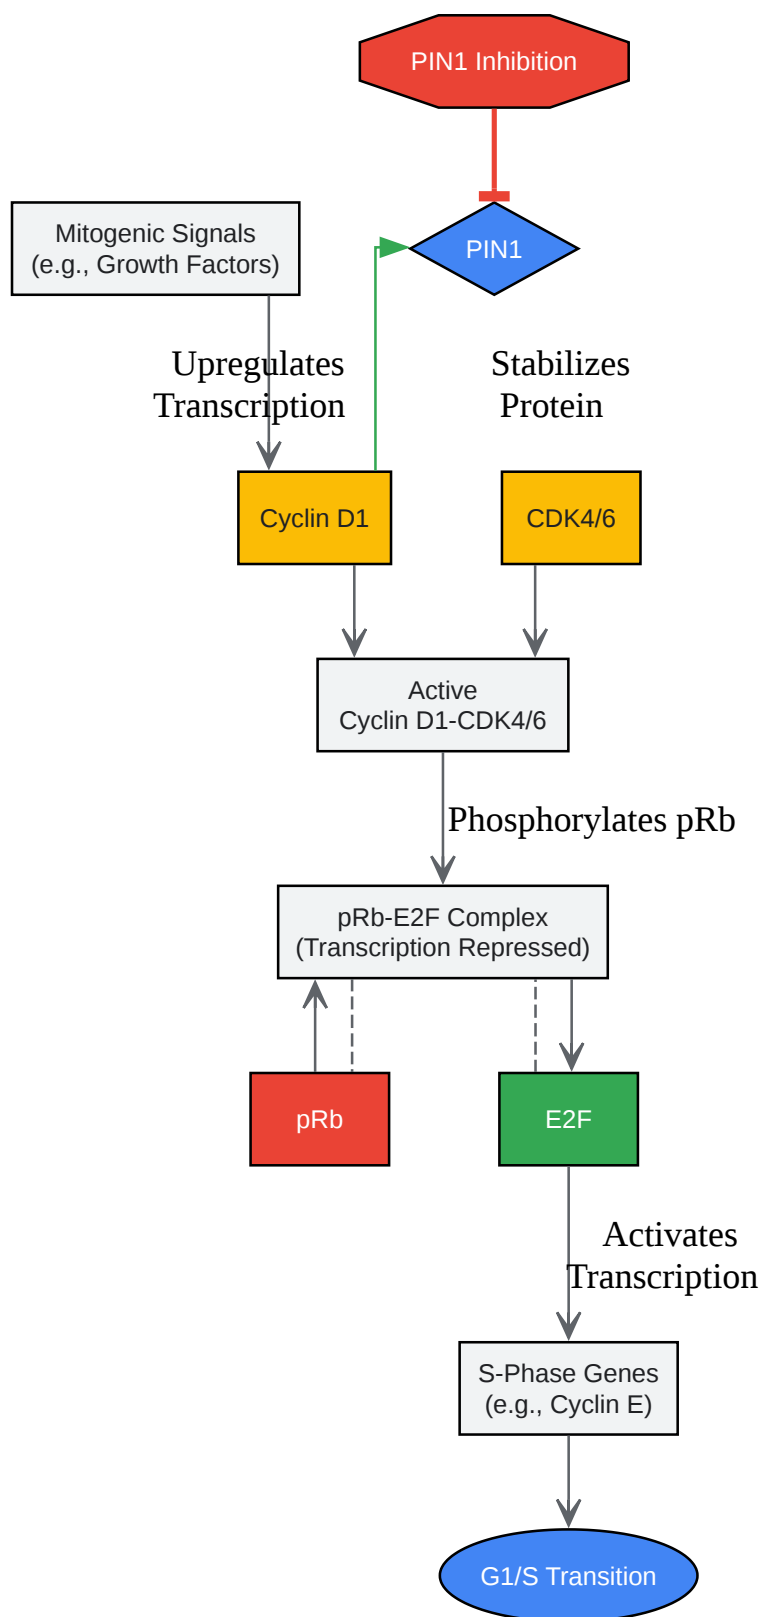 PIN1 Inhibition
Mitogenic Signals
(e.g., Growth Factors)
PIN1
Upregulates
Transcription
Stabilizes
Protein
Cyclin D1
CDK4/6
Active
Cyclin D1-CDK4/6
Phosphorylates pRb
pRb-E2F Complex
(Transcription Repressed)
pRb
E2F
Activates
Transcription
S-Phase Genes
(e.g., Cyclin E)
G1/S Transition